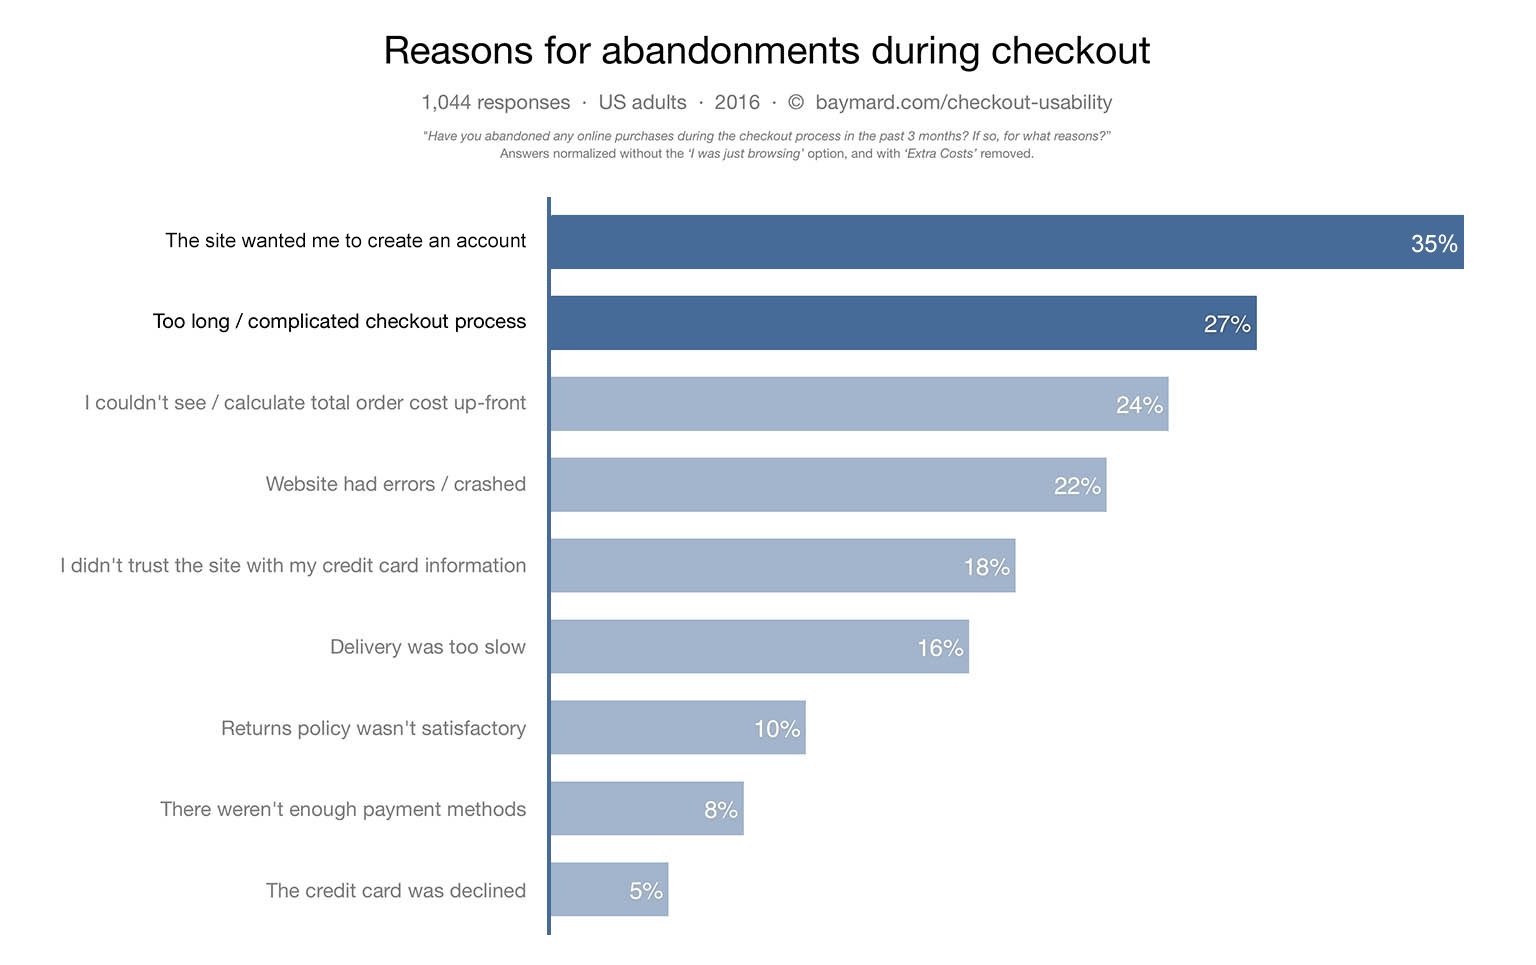 Reasons for abandonments during checkout
1,044 responses · US adults · 2016 · © baymard.com/checkout-usability
“Have you abandoned any online purchases during the checkout process in the past 3 months? If so, for what reasons?”
Answers normalized without the ‘I was just browsing’ option, and with ‘Extra Costs’ removed.
The site wanted me to create an account 35%
Too long / complicated checkout process 27%
I couldn't see / calculate total order cost up-front 24%
Website had errors / crashed 22%
I didn't trust the site with my credit card information 18%
Delivery was too slow 16%
Returns policy wasn't satisfactory 10%
There weren't enough payment methods 8%
The credit card was declined 5%